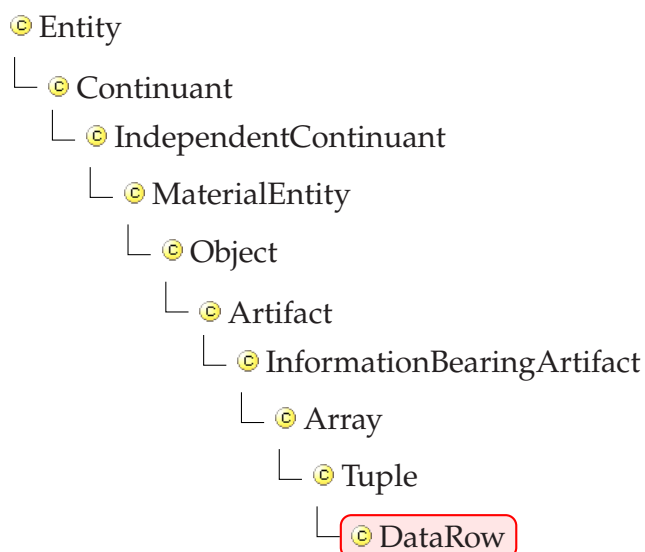 C Entity
C Continuant
C IndependentContinuant
C MaterialEntity
C Object
C Artifact
C InformationBearingArtifact
C Array
C Tuple
C DataRow